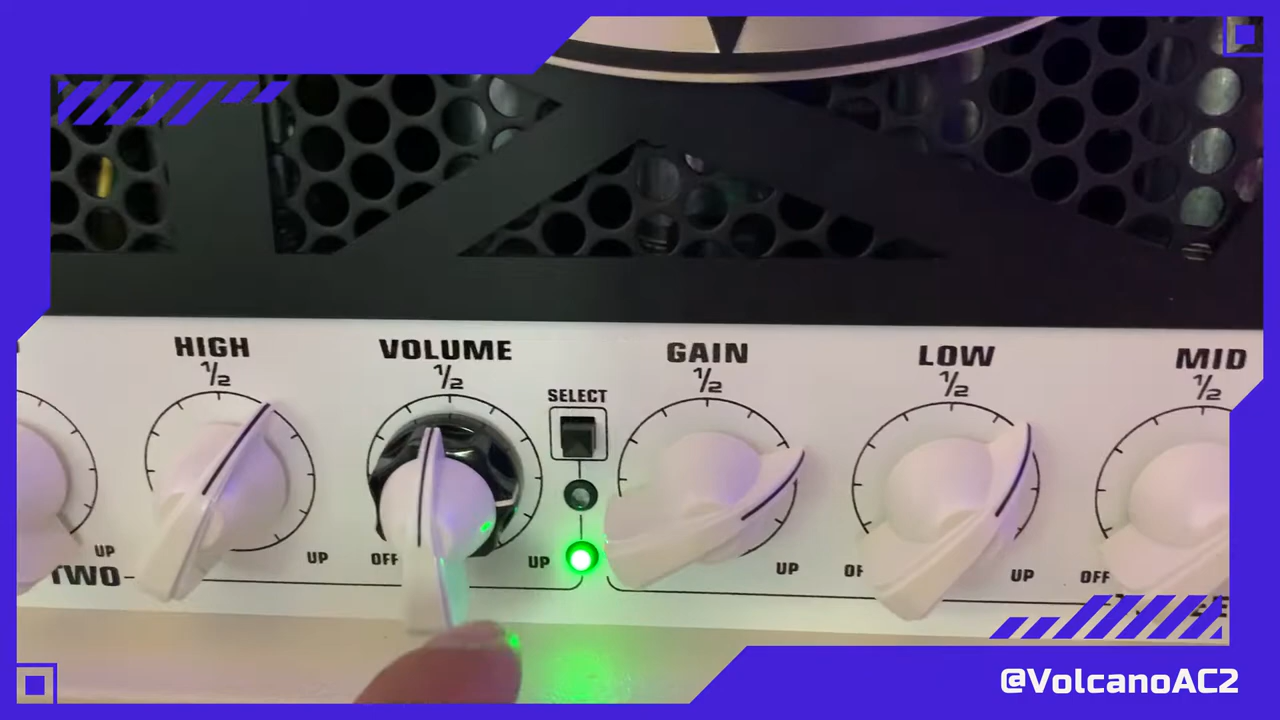 HIGH
1/2
UP
VOLUME
1/2
OFF
UP
SELECT
GAIN
1/2
UP
LOW
1/2
UP
MID
1/2
OFF
UP
TWO
@VolcanoAC2